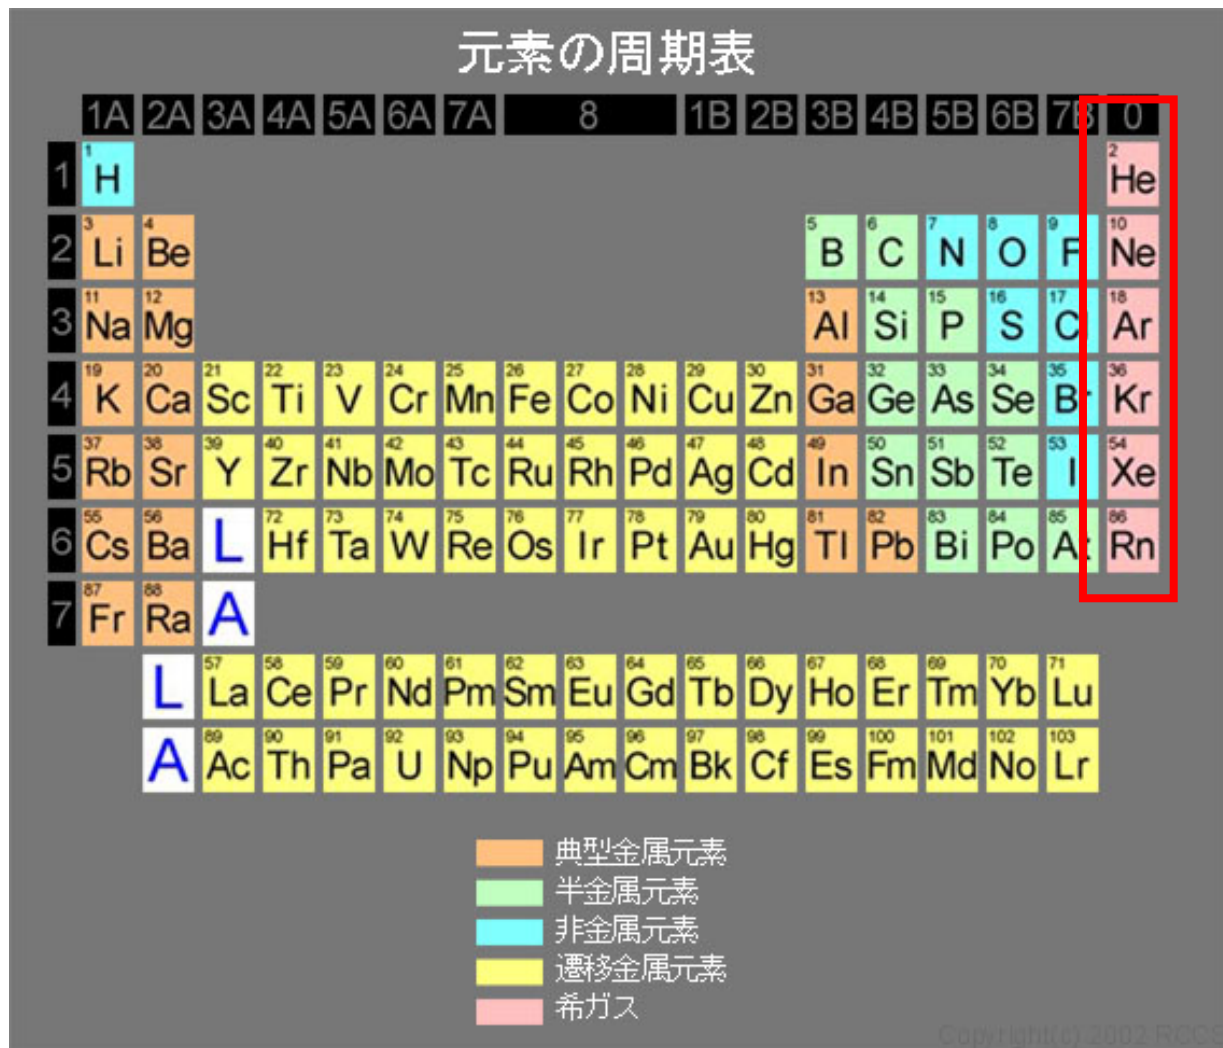 元素の周期表
1A 2A 3A 4A 5A 6A 7A 8 1B 2B 3B 4B 5B 6B 7B 0
1 1 H 2 He
2 3 Li 4 Be 5 B 6 C 7 N 8 O 9 F 10 Ne
3 11 Na 12 Mg 13 Al 14 Si 15 P 16 S 17 Cl 18 Ar
4 19 K 20 Ca 21 Sc 22 Ti 23 V 24 Cr 25 Mn 26 Fe 27 Co 28 Ni 29 Cu 30 Zn 31 Ga 32 Ge 33 As 34 Se 35 Br 36 Kr
5 37 Rb 38 Sr 39 Y 40 Zr 41 Nb 42 Mo 43 Tc 44 Ru 45 Rh 46 Pd 47 Ag 48 Cd 49 In 50 Sn 51 Sb 52 Te 53 I 54 Xe
6 55 Cs 56 Ba L 72 Hf 73 Ta 74 W 75 Re 76 Os 77 Ir 78 Pt 79 Au 80 Hg 81 Tl 82 Pb 83 Bi 84 Po 85 At 86 Rn
7 87 Fr 88 Ra A
L 57 La 58 Ce 59 Pr 60 Nd 61 Pm 62 Sm 63 Eu 64 Gd 65 Tb 66 Dy 67 Ho 68 Er 69 Tm 70 Yb 71 Lu
A 89 Ac 90 Th 91 Pa 92 U 93 Np 94 Pu 95 Am 96 Cm 97 Bk 98 Cf 99 Es 100 Fm 101 Md 102 No 103 Lr
典型金属元素
半金属元素
非金属元素
遷移金属元素
希ガス
Copyright(c) 2002 RCCS